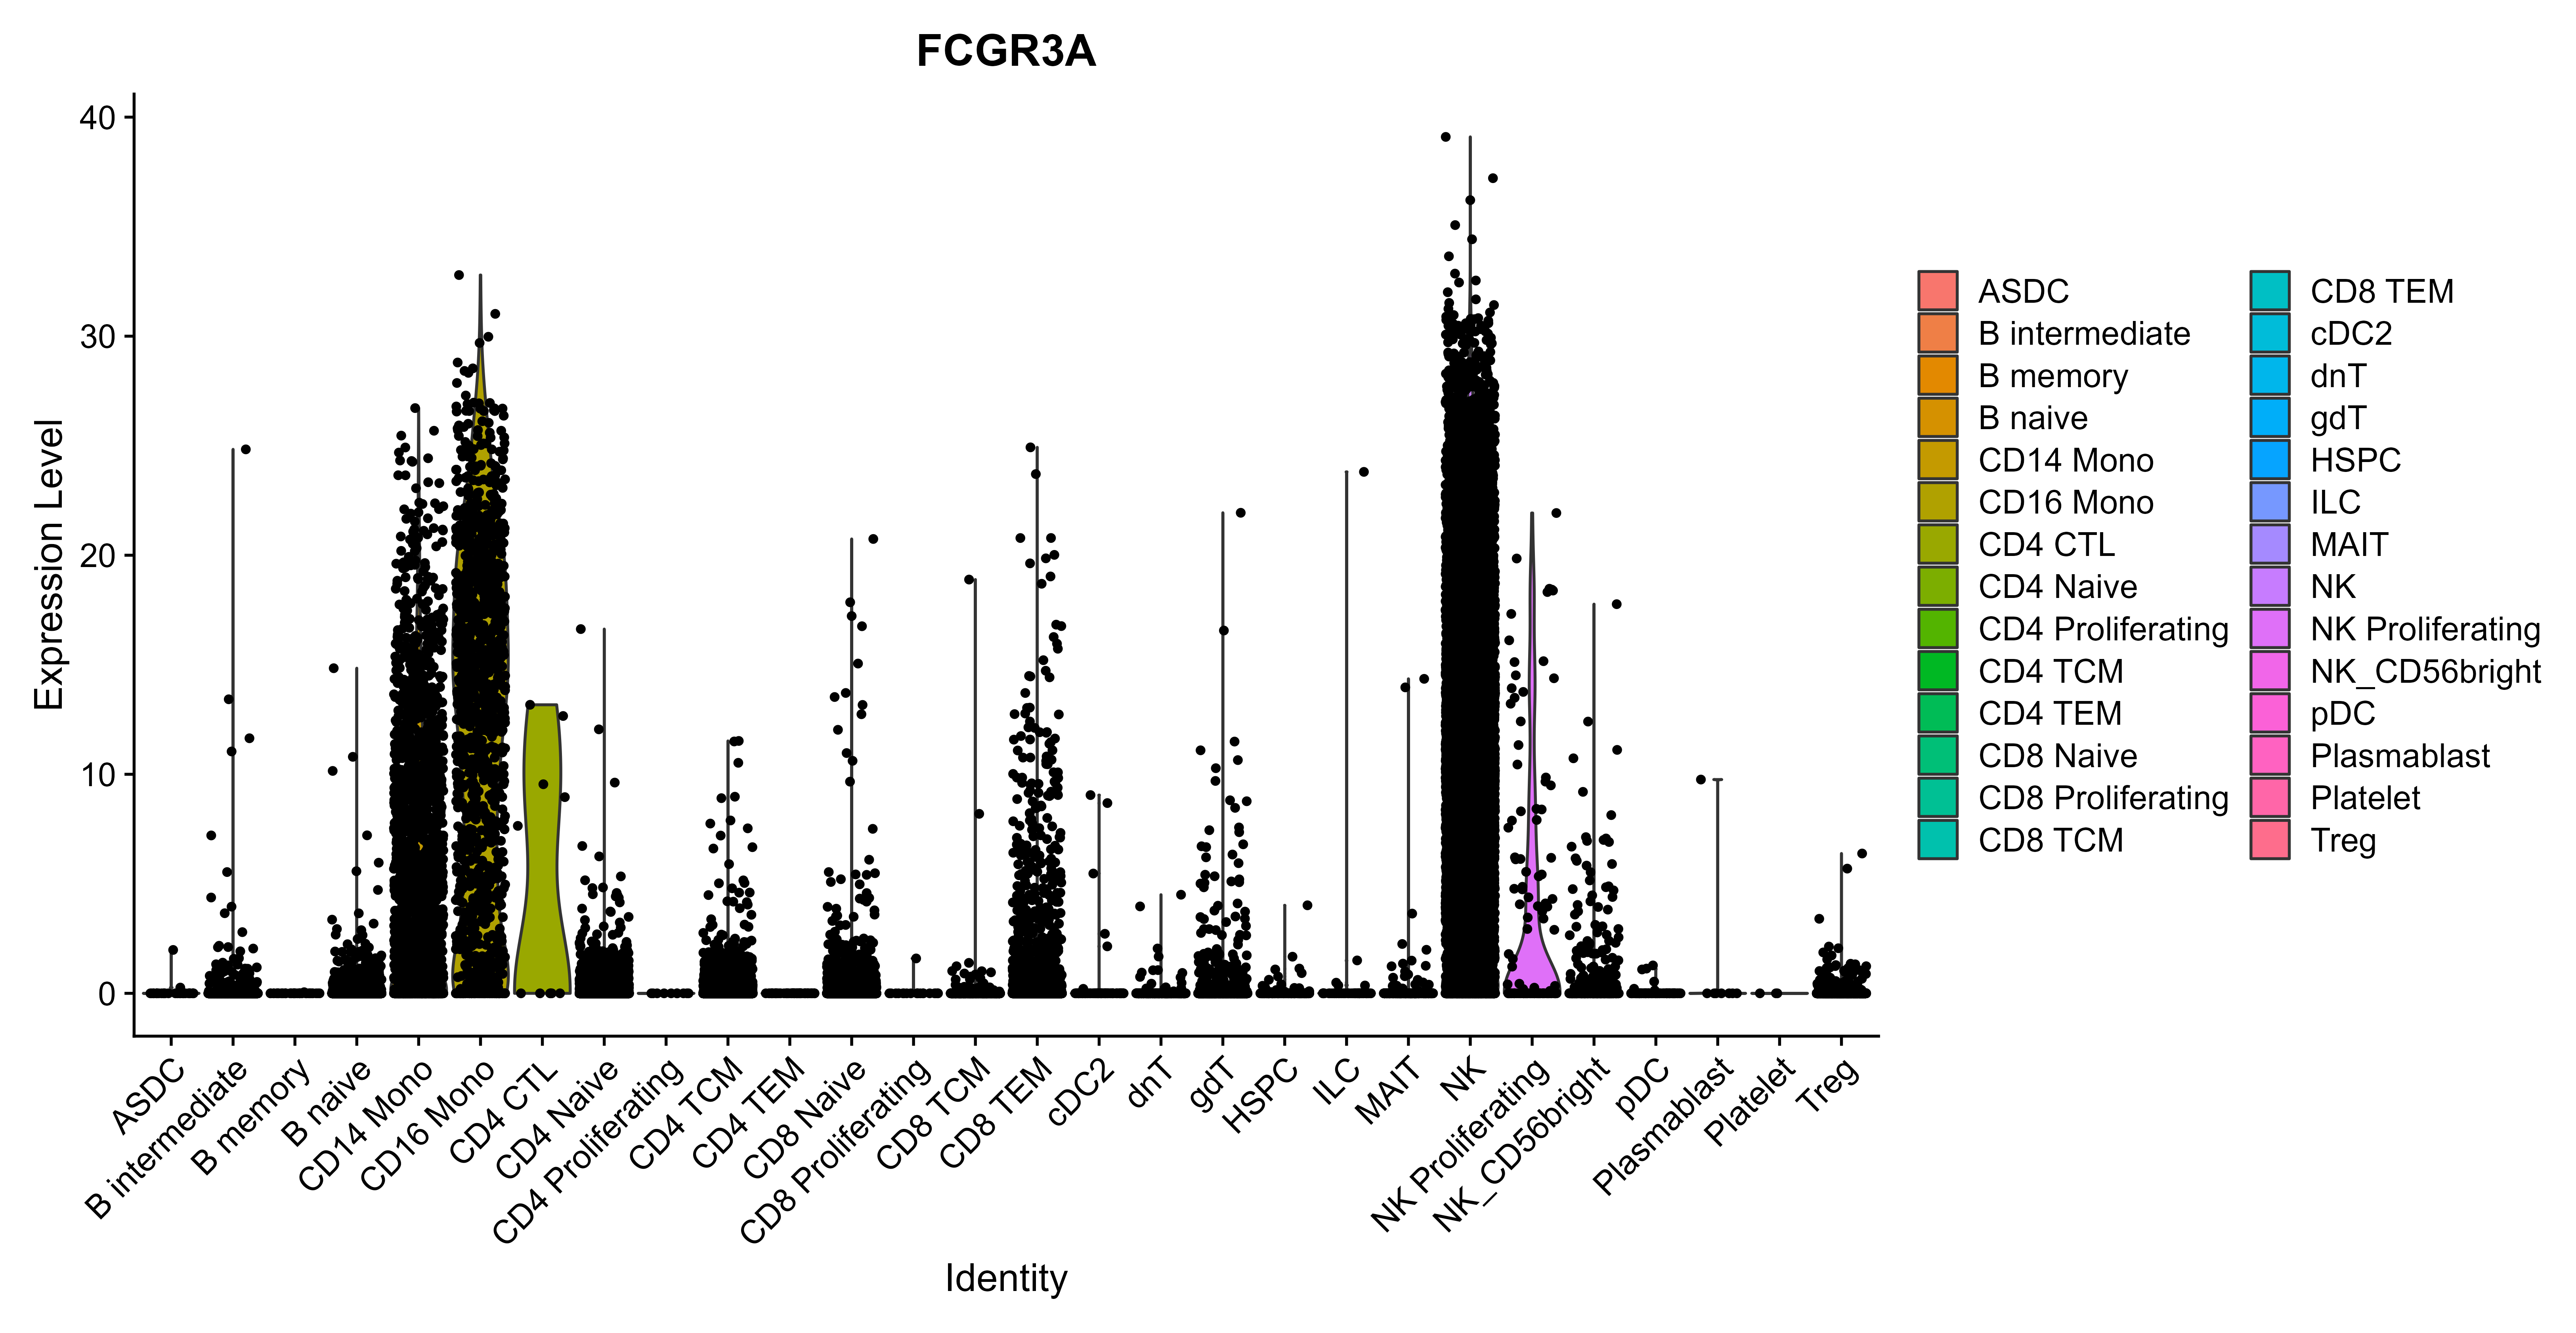 FCGR3A
Expression Level
40
30
20
10
0
ASDC
B intermediate
B memory
B naive
CD14 Mono
CD16 Mono
CD4 CTL
CD4 Naive
CD4 Proliferating
CD4 TCM
CD4 TEM
CD8 Naive
CD8 Proliferating
CD8 TCM
CD8 TEM
cDC2
dnT
gdT
HSPC
ILC
MAIT
NK
NK Proliferating
NK_CD56bright
pDC
Plasmablast
Platelet
Treg
Identity
ASDC
B intermediate
B memory
B naive
CD14 Mono
CD16 Mono
CD4 CTL
CD4 Naive
CD4 Proliferating
CD4 TCM
CD4 TEM
CD8 Naive
CD8 Proliferating
CD8 TCM
CD8 TEM
cDC2
dnT
gdT
HSPC
ILC
MAIT
NK
NK Proliferating
NK_CD56bright
pDC
Plasmablast
Platelet
Treg